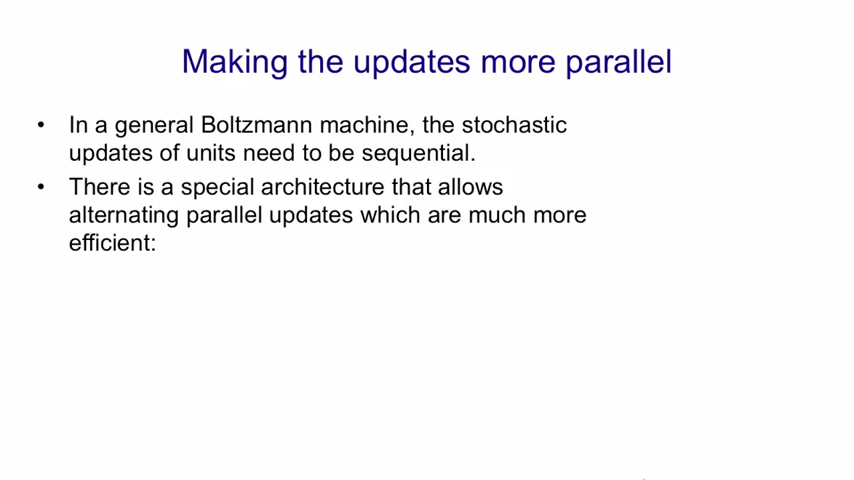 Making the updates more parallel
• In a general Boltzmann machine, the stochastic
updates of units need to be sequential.
• There is a special architecture that allows
alternating parallel updates which are much more
efficient: